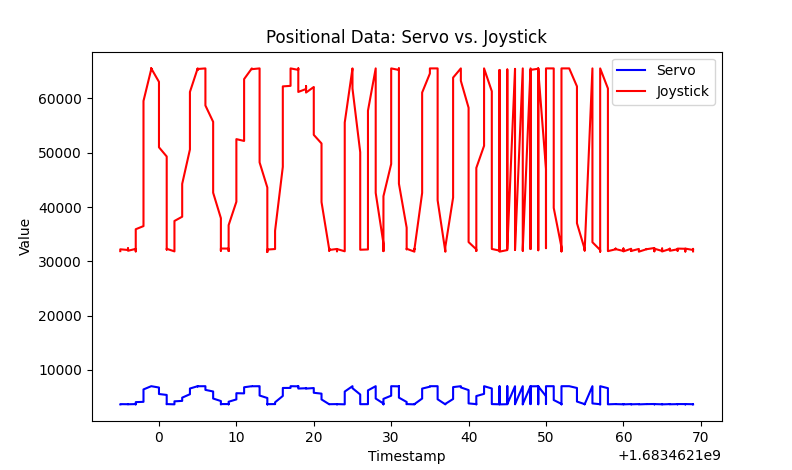 Positional Data: Servo vs. Joystick
Servo
Joystick
60000
50000
40000
30000
20000
10000
Value
0 10 20 30 40 50 60 70
Timestamp
+1.6834621e9